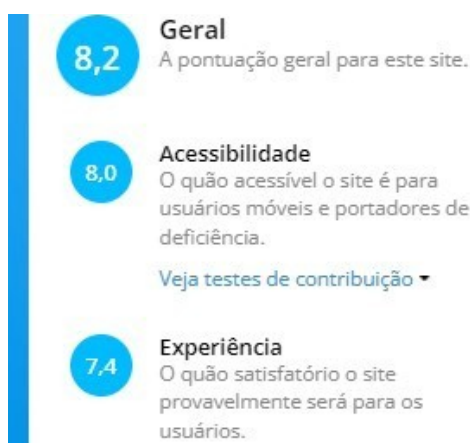 8,2
Geral
A pontuação geral para este site.
8,0
Acessibilidade
O quão acessível o site é para
usuários móveis e portadores de
deficiência.
Veja testes de contribuição
7,4
Experiência
O quão satisfatório o site
provavelmente será para os
usuários.